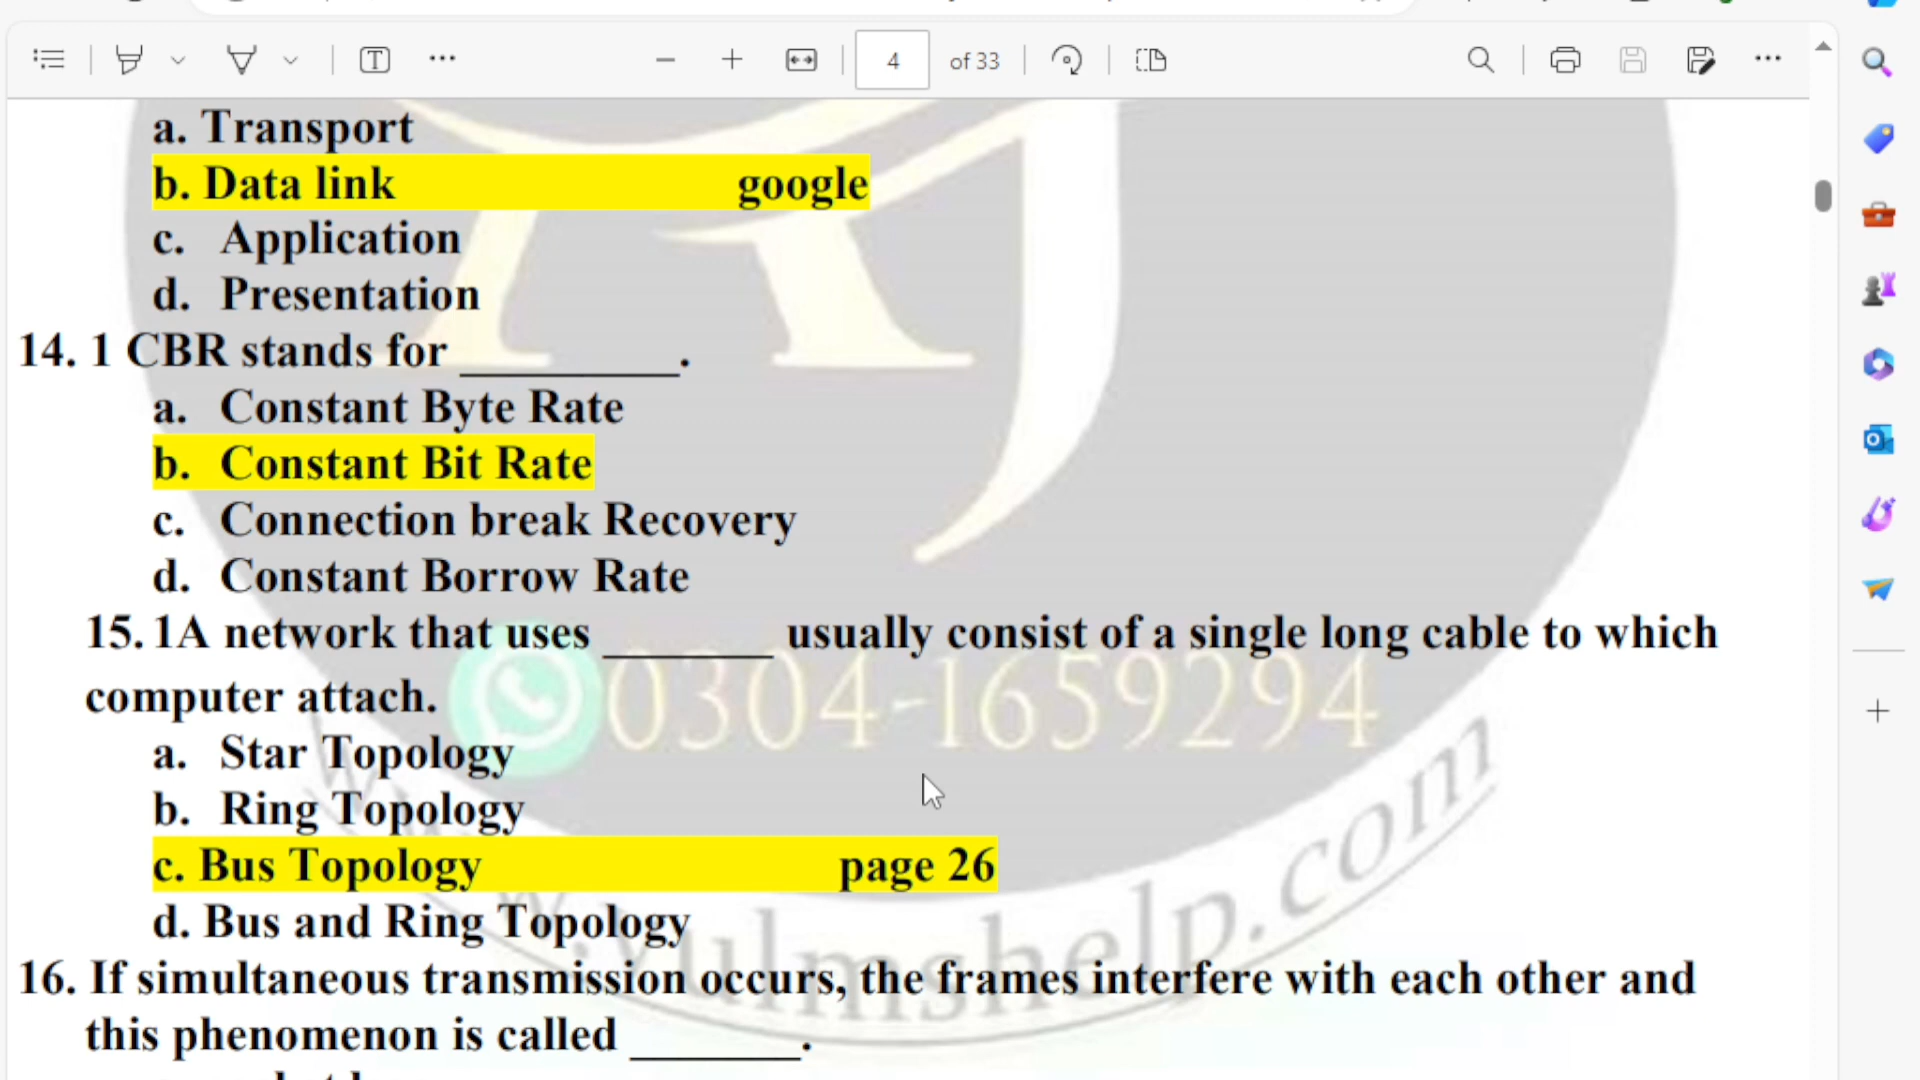 4 of 33
a. Transport
b. Data link google
c. Application
d. Presentation
14. 1 CBR stands for _________.
a. Constant Byte Rate
b. Constant Bit Rate
c. Connection break Recovery
d. Constant Borrow Rate
15. 1A network that uses _______ usually consist of a single long cable to which
computer attach.
0304-1659294
a. Star Topology
b. Ring Topology
c. Bus Topology page 26
d. Bus and Ring Topology
vulmshelp.com
16. If simultaneous transmission occurs, the frames interfere with each other and
this phenomenon is called _______.